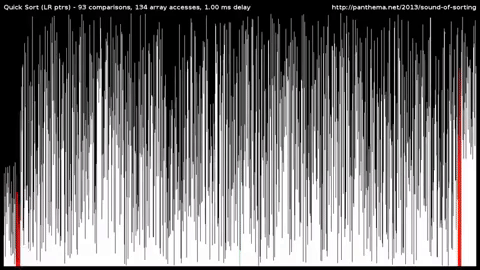 Quick Sort (LR ptrs) - 93 comparisons, 134 array accesses, 1.00 ms delay
http://panthema.net/2013/sound-of-sorting